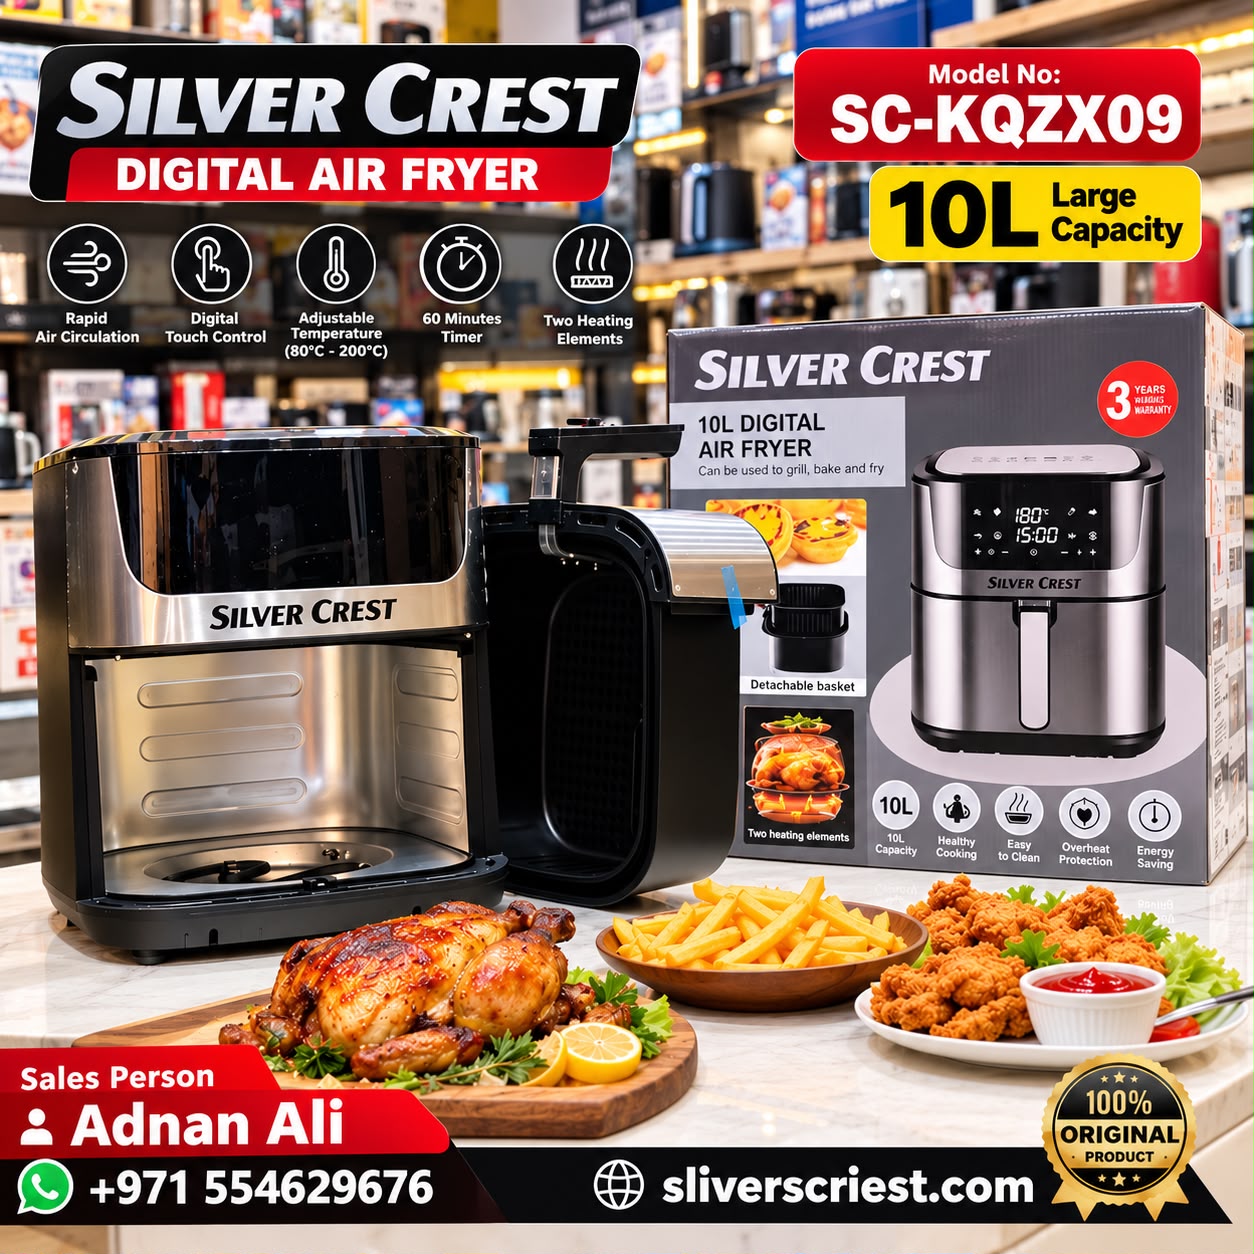 SILVER CREST
DIGITAL AIR FRYER
Model No:
SC-KQZX09
10L Large
Capacity
Rapid
Air Circulation
Digital
Touch Control
Adjustable
Temperature
(80°C - 200°C)
60 Minutes
Timer
Two Heating
Elements
SILVER CREST
3 YEARS
WARRANTY
10L DIGITAL
AIR FRYER
Can be used to grill, bake and fry
180°C
15:00
SILVER CREST
Detachable basket
Two heating elements
10L
10L
Capacity
Healthy
Cooking
Easy
to Clean
Overheat
Protection
Energy
Saving
SILVER CREST
Sales Person
Adnan Ali
+971 554629676
sliverscriest.com
100%
ORIGINAL
PRODUCT